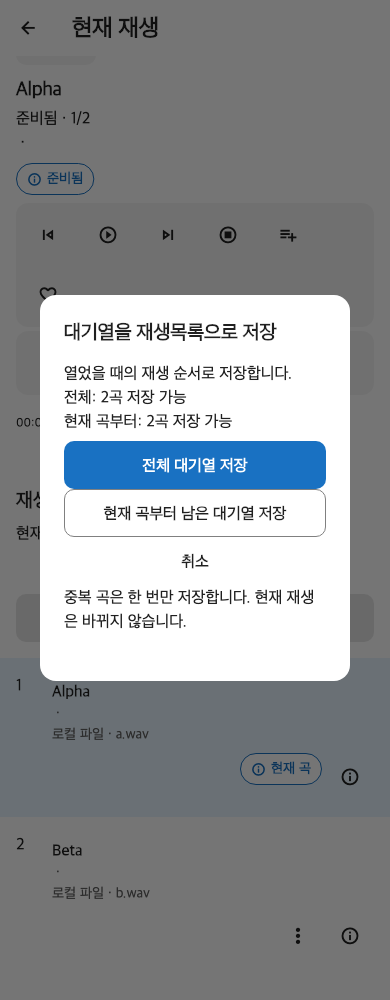 현재 재생
Alpha
준비됨 · 1/2
·
준비됨
대기열을 재생목록으로 저장
열었을 때의 재생 순서로 저장합니다.
전체: 2곡 저장 가능
현재 곡부터: 2곡 저장 가능
00:0
전체 대기열 저장
재생
현재 곡부터 남은 대기열 저장
현재
취소
중복 곡은 한 번만 저장합니다. 현재 재생
은 바뀌지 않습니다.
1
Alpha
·
로컬 파일 · a.wav
현재 곡
2
Beta
·
로컬 파일 · b.wav